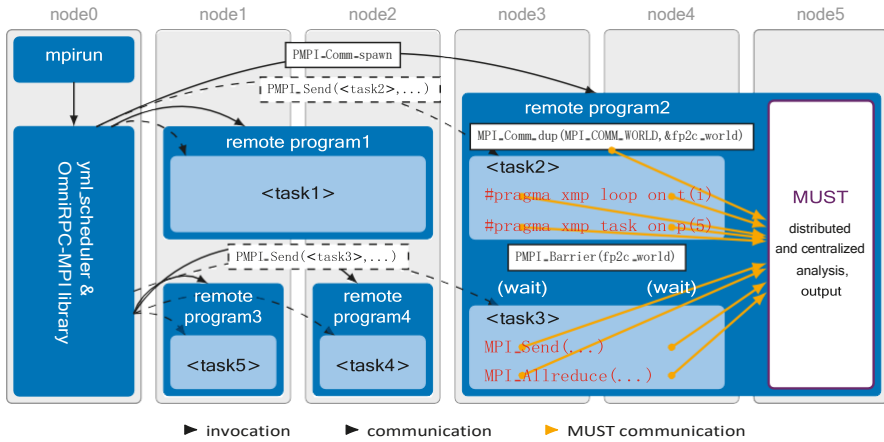 node0 node1 node2 node3 node4 node5
mpirun
PMPI_Comm_spawn
PMPI_Send(<task2>,...)
remote program2
remote program1
MPI_Comm_dup(MPI_COMM_WORLD,&fp2c_world)
<task1>
<task2>
#pragma xmp loop on t(i)
#pragma xmp task on p(5)
MUST
distributed
and centralized
analysis,
output
yml_scheduler &
OmniRPC-MPI library
PMPI_Send(<task3>,...)
PMPI_Barrier(fp2c_world)
(wait) (wait)
remote
program3
remote
program4
<task3>
MPI_Send(...)
MPI_Allreduce(...)
<task5>
<task4>
invocation communication MUST communication